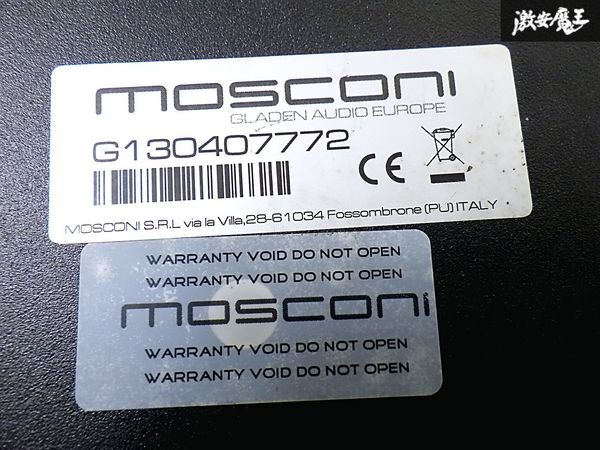 激安魔王
mosconi
GLADEN AUDIO EUROPE
G130407772
CE
MOSCONI S.R.L via la Villa,28-61034 Fossombrone (PU) ITALY
WARRANTY VOID DO NOT OPEN
WARRANTY VOID DO NOT OPEN
mosconi
WARRANTY VOID DO NOT OPEN
WARRANTY VOID DO NOT OPEN